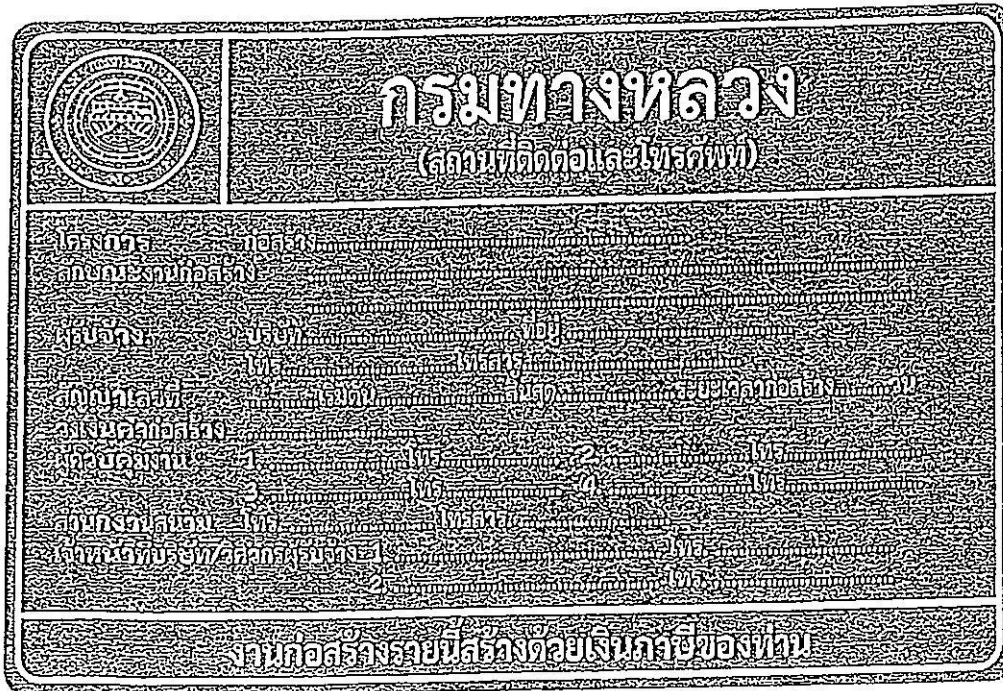 กรมทางหลวง
(สถานที่ติดต่อและโทรศัพท์)
โครงการ ก่อสร้าง
ลักษณะงานก่อสร้าง
ผู้รับจ้าง บริษัท ที่อยู่
โทร. โทรสาร
สัญญาเลขที่ เริ่มต้น สิ้นสุด ระยะเวลาก่อสร้าง วัน
วงเงินค่าก่อสร้าง
ผู้ควบคุมงาน 1. โทร. 2. โทร.
3. โทร. 4. โทร.
สำนักงานสนาม โทร. โทรสาร
เจ้าหน้าที่บริษัท/วิศวกรผู้รับจ้าง 1. โทร.
2. โทร.
งานก่อสร้างรายนี้สร้างด้วยเงินภาษีของท่าน